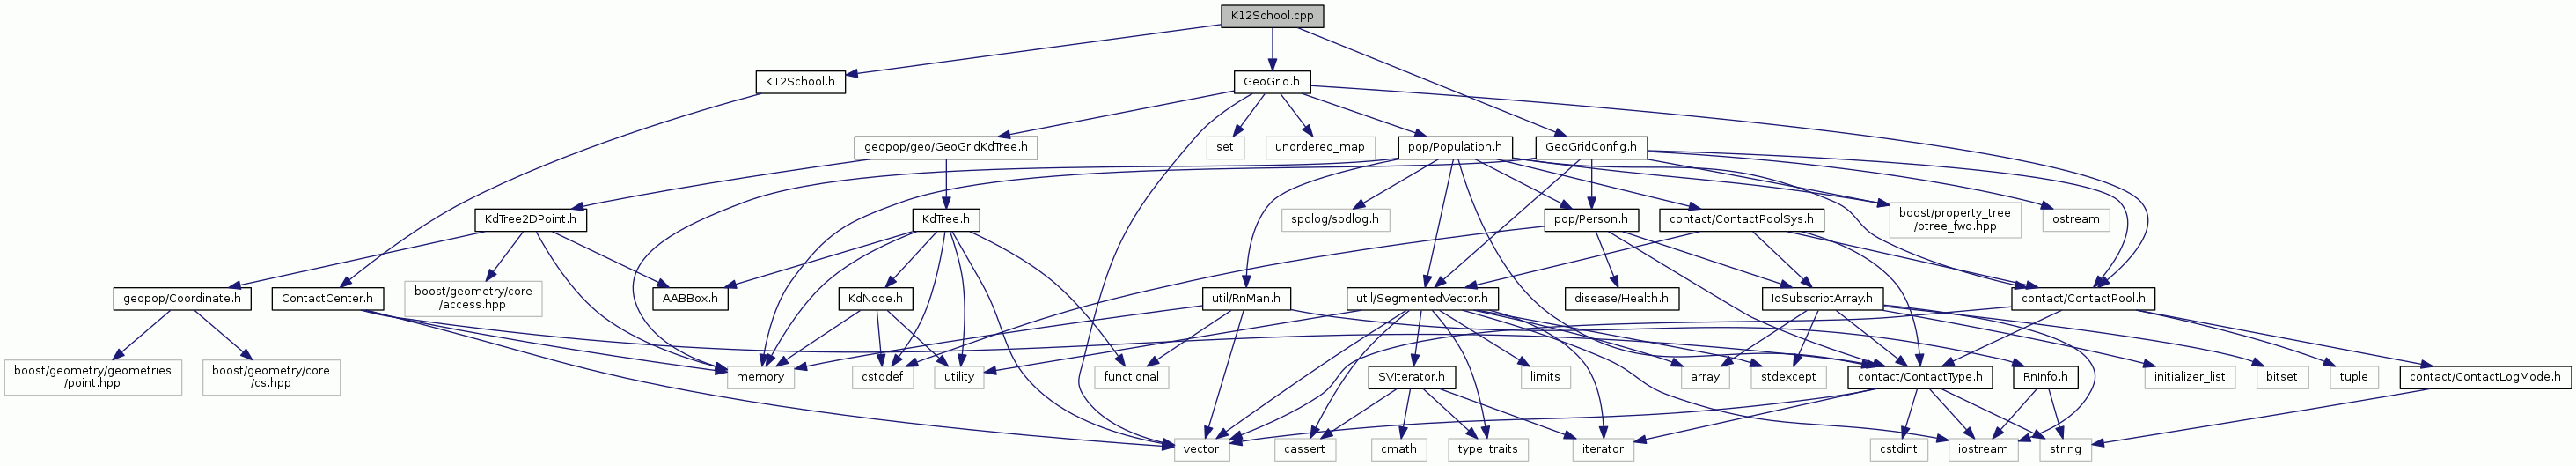 K12School.cpp
K12School.h
GeoGrid.h
geopop/geo/GeoGridKdTree.h
set
unordered_map
pop/Population.h
GeoGridConfig.h
KdTree2DPoint.h
KdTree.h
spdlog/spdlog.h
pop/Person.h
contact/ContactPoolSys.h
boost/property_tree
/ptree_fwd.hpp
ostream
geopop/Coordinate.h
ContactCenter.h
boost/geometry/core
/access.hpp
AABBox.h
KdNode.h
util/RnMan.h
util/SegmentedVector.h
disease/Health.h
IdSubscriptArray.h
contact/ContactPool.h
boost/geometry/geometries
/point.hpp
boost/geometry/core
/cs.hpp
memory
cstddef
utility
functional
SVIterator.h
limits
array
stdexcept
contact/ContactType.h
RnInfo.h
initializer_list
bitset
tuple
contact/ContactLogMode.h
vector
cassert
cmath
type_traits
iterator
cstdint
iostream
string